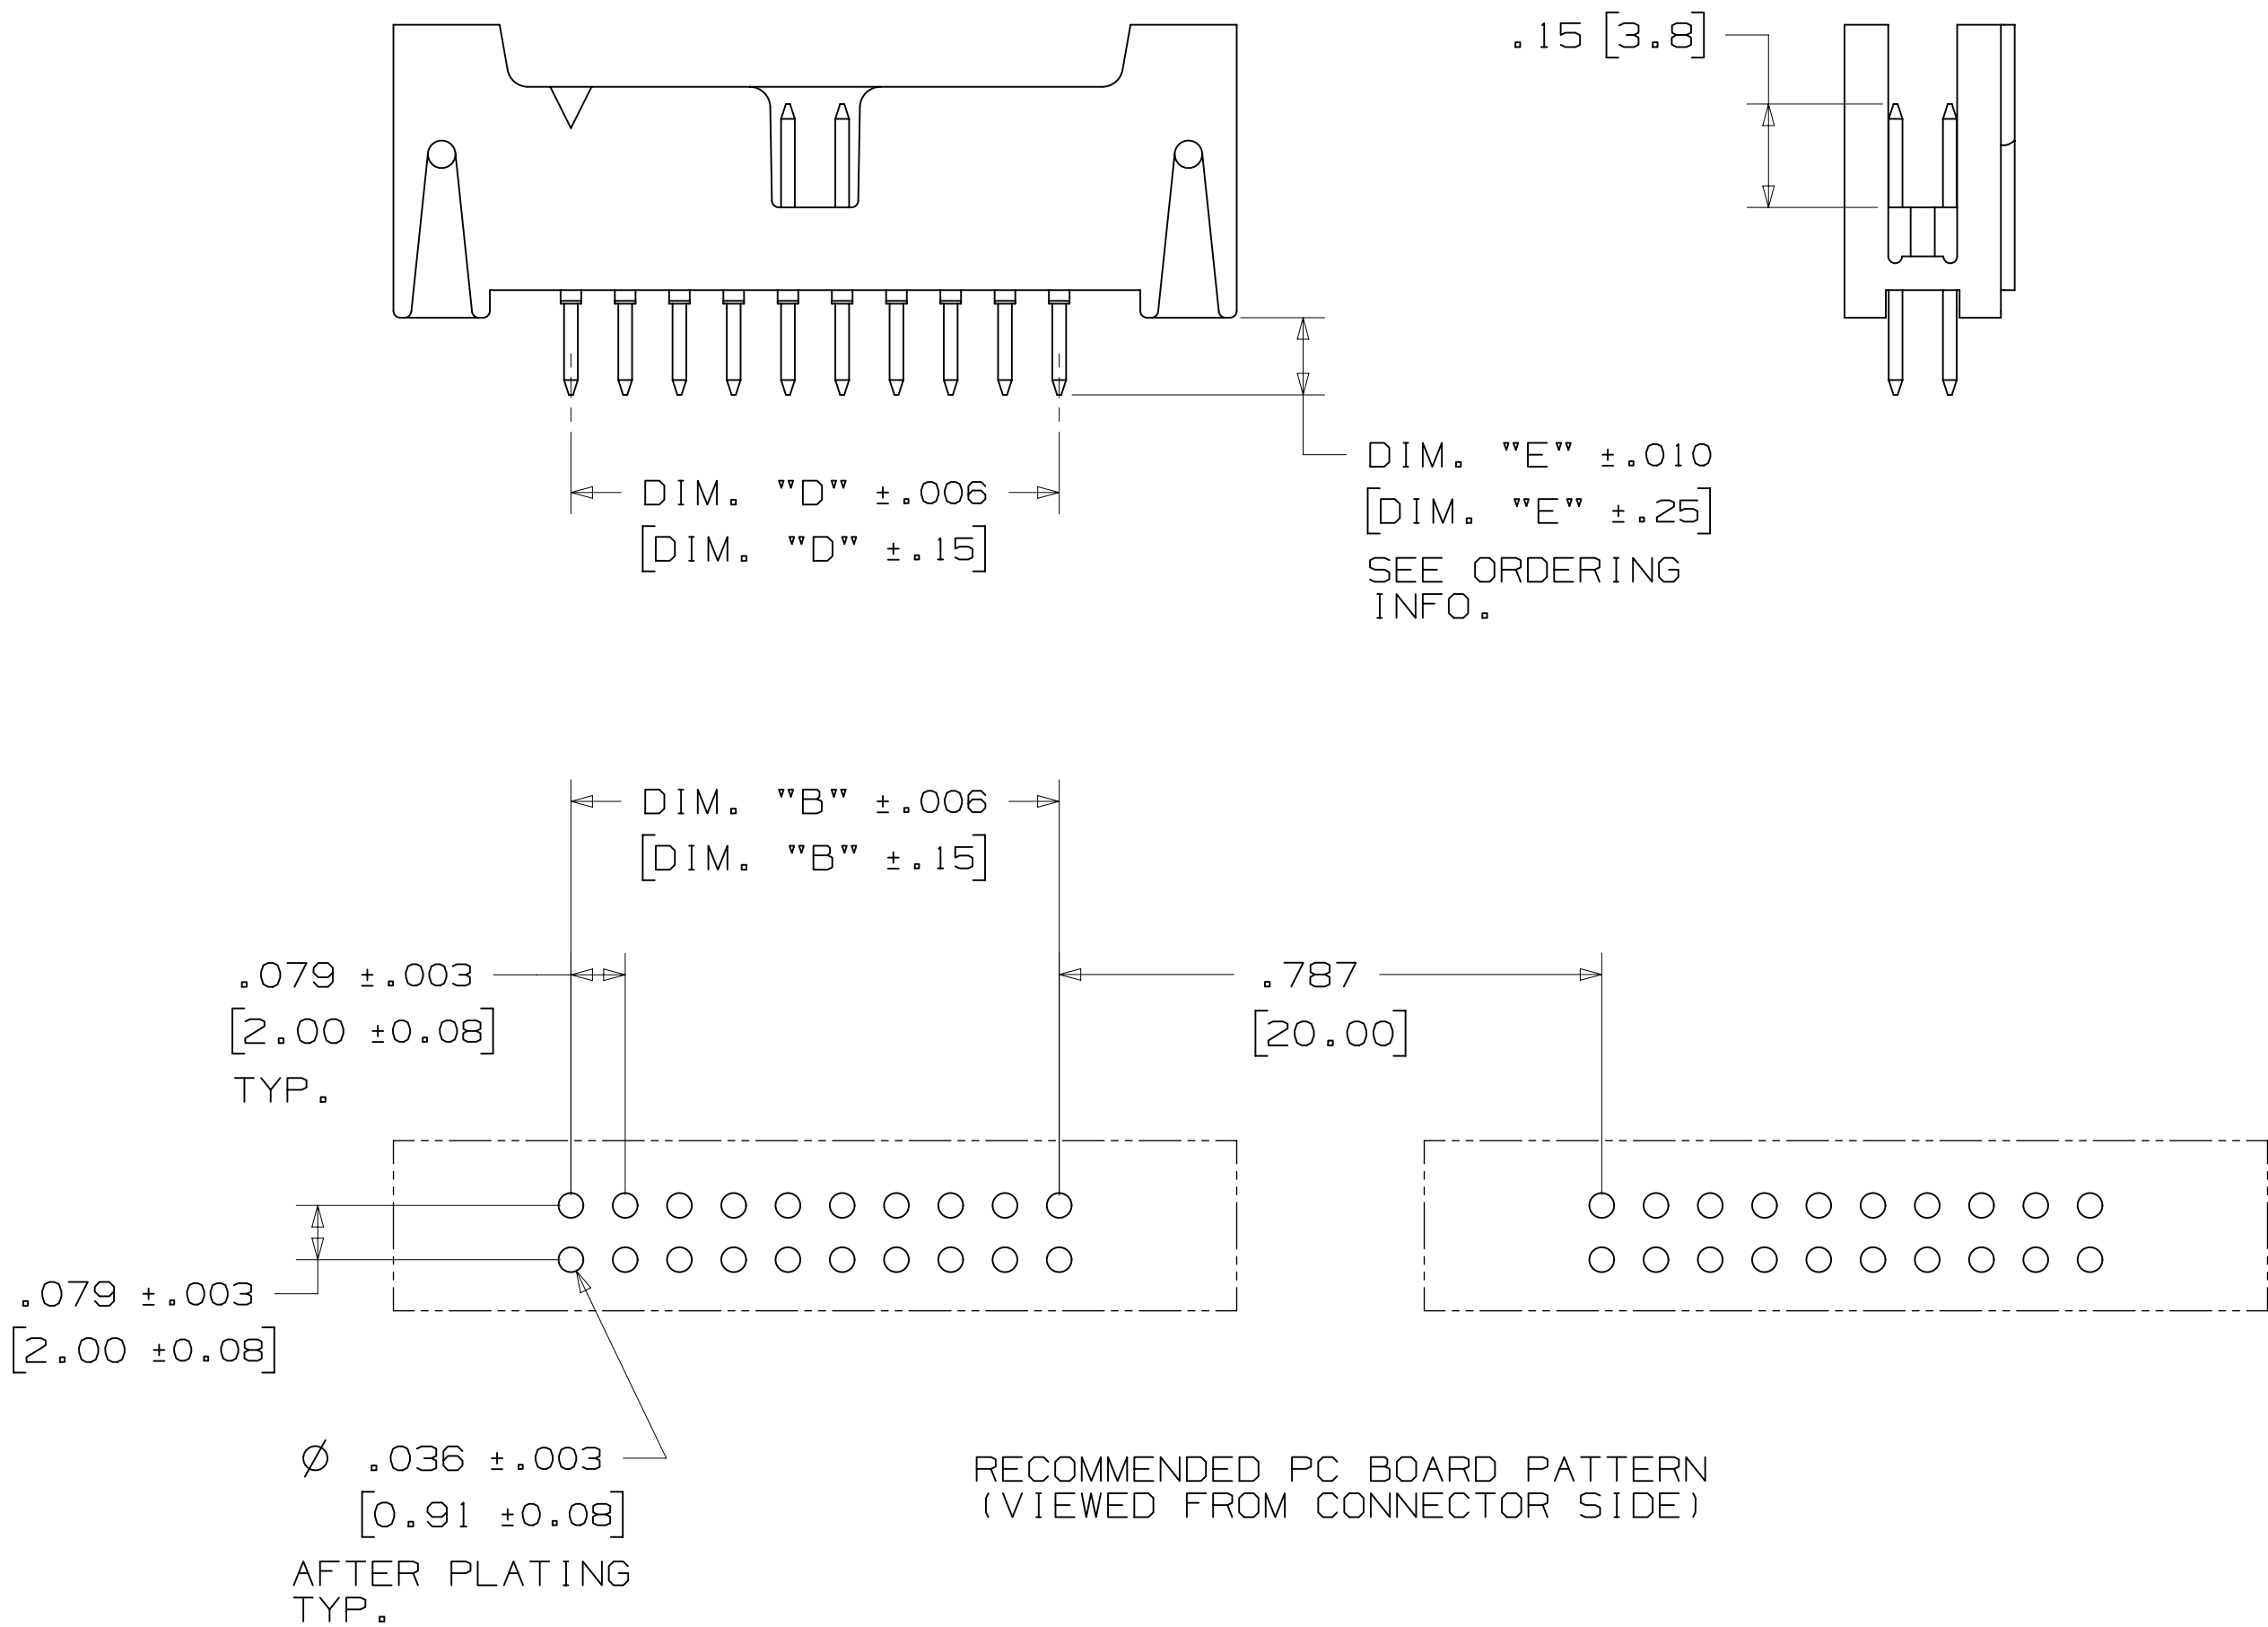 .15 [3.8]
DIM. "D" ±.006
[DIM. "D" ±.15]
DIM. "E" ±.010
[DIM. "E" ±.25]
SEE ORDERING
INFO.
DIM. "B" ±.006
[DIM. "B" ±.15]
.079 ±.003
[2.00 ±0.08]
TYP.
.787
[20.00]
.079 ±.003
[2.00 ±0.08]
Ø .036 ±.003
[0.91 ±0.08]
AFTER PLATING
TYP.
RECOMMENDED PC BOARD PATTERN
(VIEWED FROM CONNECTOR SIDE)